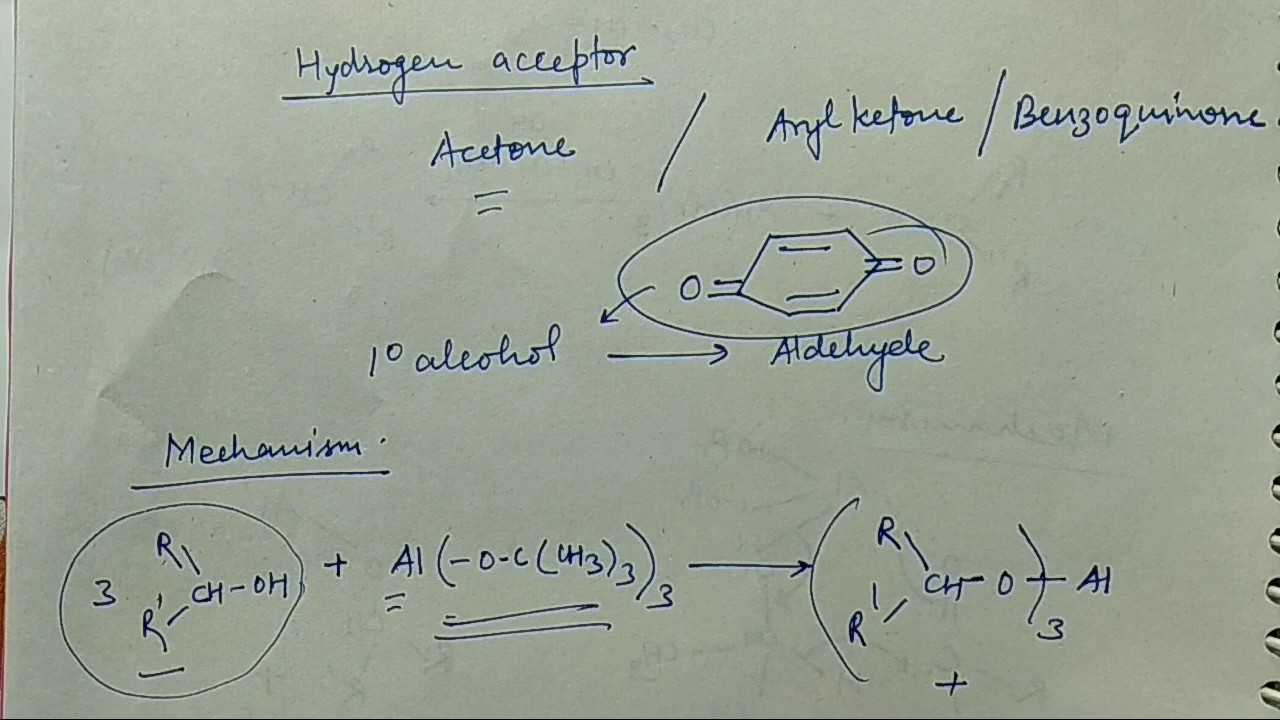 Hydrogen acceptor
Acetone / Aryl ketone / Benzoquinone
O= =O
1° alcohol → Aldehyde
Mechanism:
3 R R' CH-OH + Al(-O-C(CH3)3)3 → (R R' CH-O)3 Al
+